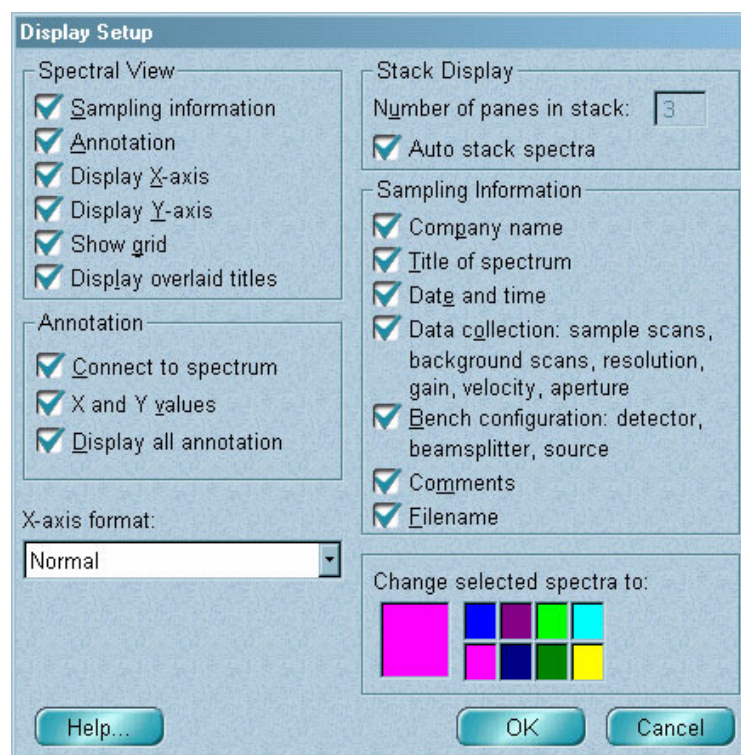 Display Setup
Spectral View
Sampling information
Annotation
Display X-axis
Display Y-axis
Show grid
Display overlaid titles
Annotation
Connect to spectrum
X and Y values
Display all annotation
X-axis format:
Normal
Stack Display
Number of panes in stack: 3
Auto stack spectra
Sampling Information
Company name
Title of spectrum
Date and time
Data collection: sample scans,
background scans, resolution,
gain, velocity, aperture
Bench configuration: detector,
beamsplitter, source
Comments
Filename
Change selected spectra to:
Help...
OK
Cancel